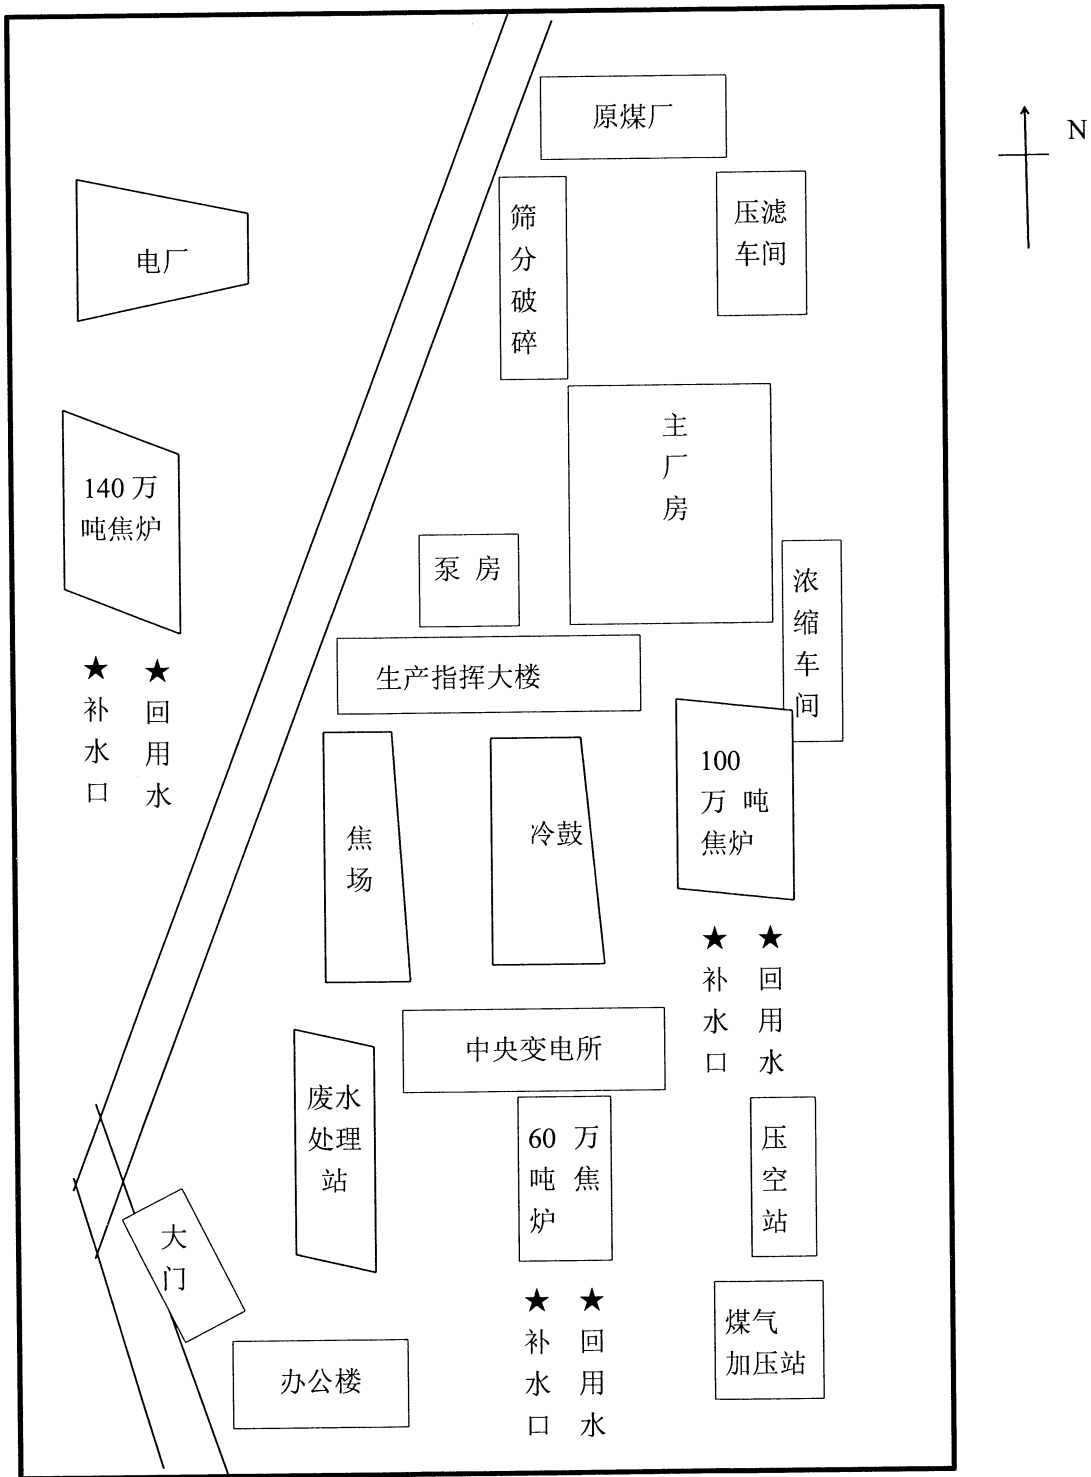 原煤厂
N
筛
分
破
碎
压滤
车间
电厂
主
厂
房
140 万
吨焦炉
泵 房
浓
缩
车
间
生产指挥大楼
★ ★
补
水
口
回
用
水
100
万 吨
焦炉
焦
场
冷鼓
★ ★
补
水
口
回
用
水
中央变电所
废水
处理
站
60 万
吨 焦
炉
压
空
站
大
门
★ ★
补
水
口
回
用
水
煤气
加压站
办公楼